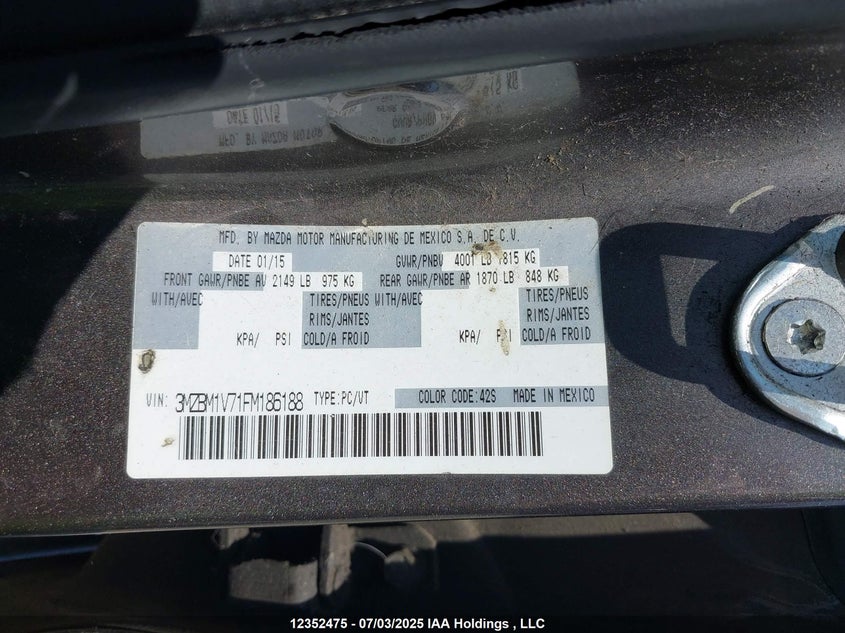 MFD. BY MAZDA MOTOR MANUFACTURING DE MEXICO S.A. DE C.V.
DATE 01/15 GVWR/PNBV 4001 LB 1815 KG
FRONT GAWR/PNBE AV 2149 LB 975 KG REAR GAWR/PNBE AR 1870 LB 848 KG
WITH/AVEC TIRES/PNEUS WITH/AVEC TIRES/PNEUS
RIMS/JANTES RIMS/JANTES
KPA/ PSI COLD/A FROID KPA/ PSI COLD/A FROID
VIN: 3MZBM1V71FM186188 TYPE:PC/VT COLOR CODE:42S MADE IN MEXICO
12352475 - 07/03/2025 IAA Holdings , LLC